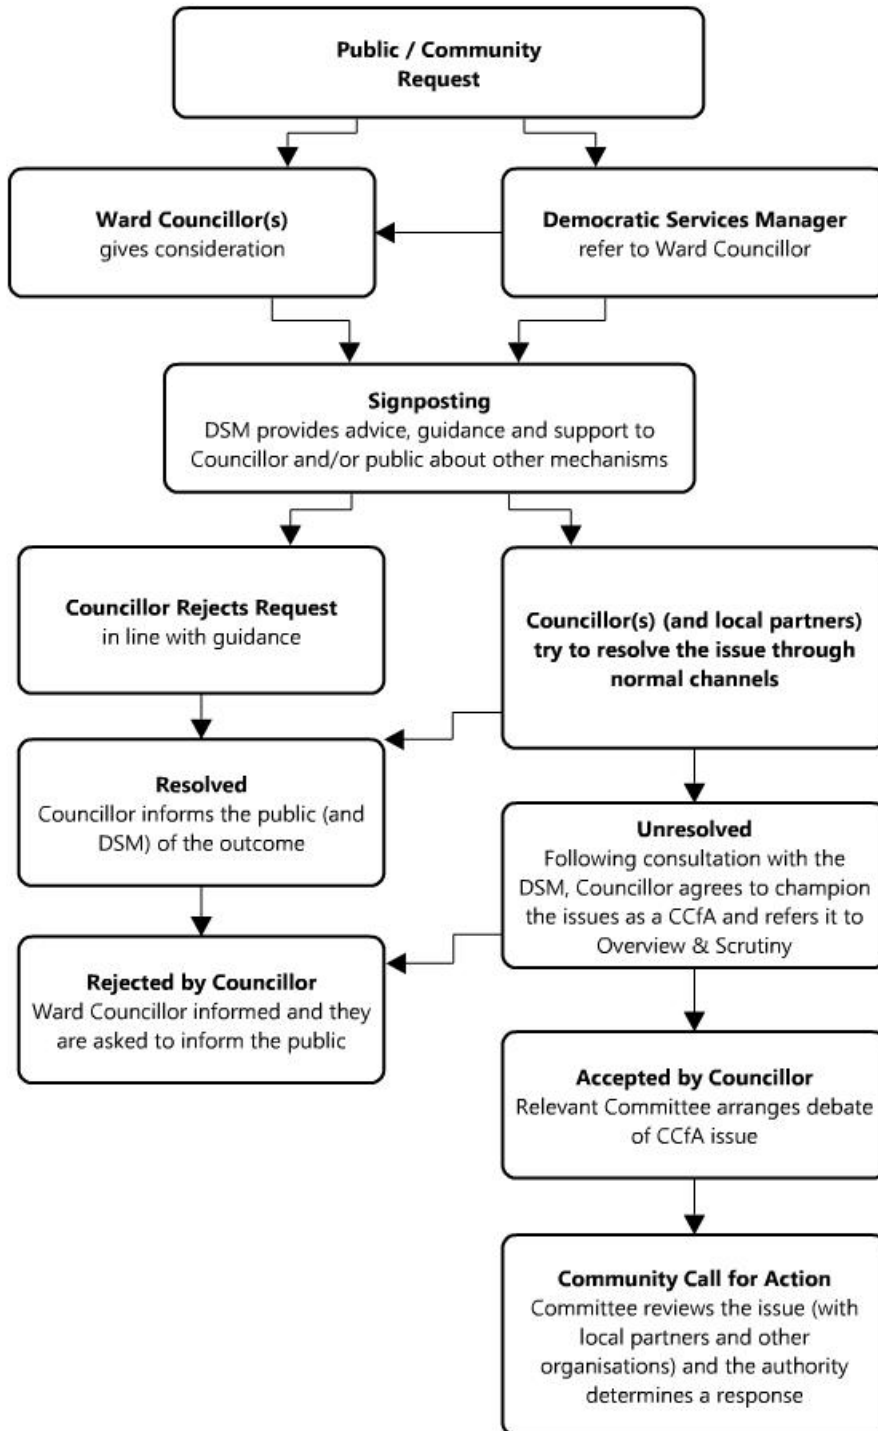 Public / Community
Request
Ward Councillor(s)
gives consideration
Democratic Services Manager
refer to Ward Councillor
Signposting
DSM provides advice, guidance and support to
Councillor and/or public about other mechanisms
Councillor Rejects Request
in line with guidance
Councillor(s) (and local partners)
try to resolve the issue through
normal channels
Resolved
Councillor informs the public (and
DSM) of the outcome
Unresolved
Following consultation with the
DSM, Councillor agrees to champion
the issues as a CCfA and refers it to
Overview & Scrutiny
Rejected by Councillor
Ward Councillor informed and they
are asked to inform the public
Accepted by Councillor
Relevant Committee arranges debate
of CCfA issue
Community Call for Action
Committee reviews the issue (with
local partners and other
organisations) and the authority
determines a response